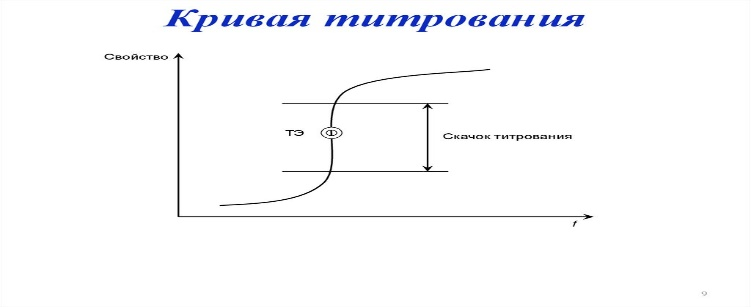 Кривая титрования
Свойство
ТЭ
Скачок титрования
f
9